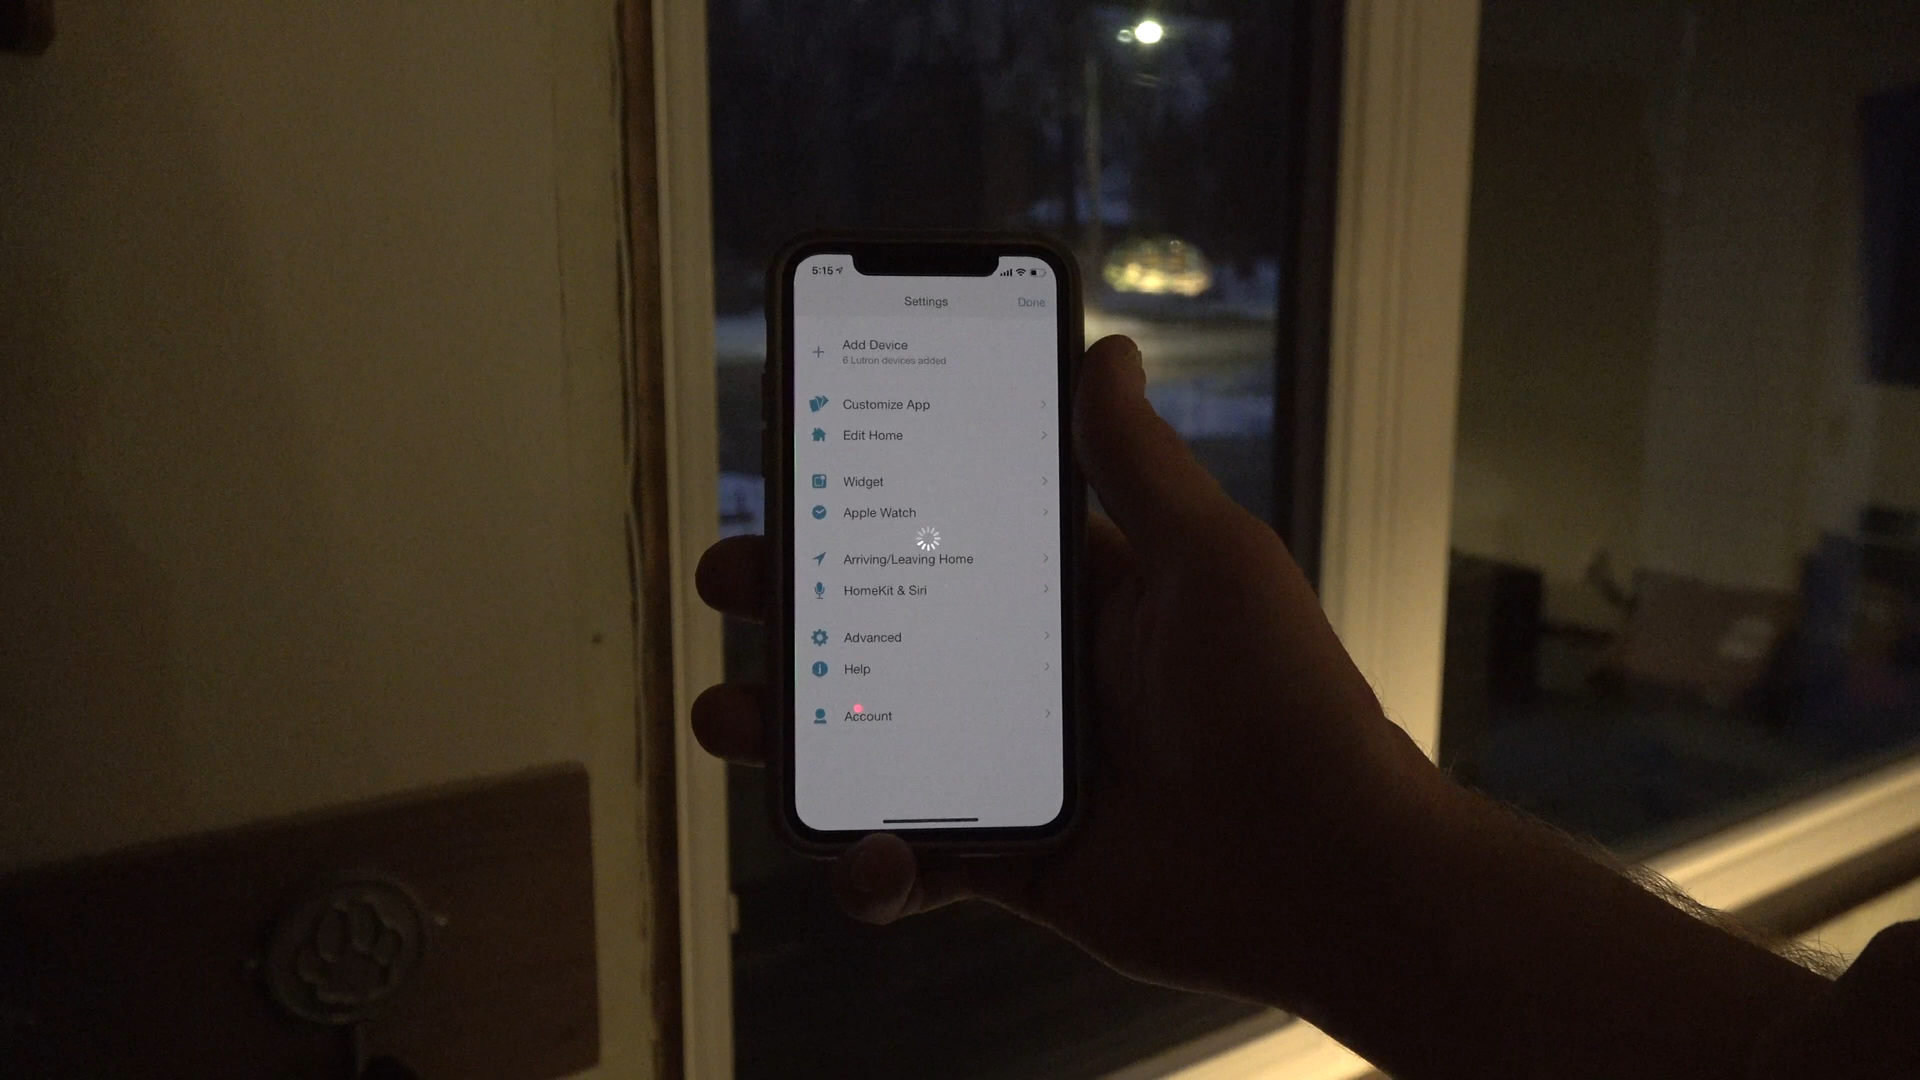 5:15
Settings
Done
Add Device
6 Lutron devices added
Customize App
Edit Home
Widget
Apple Watch
Arriving/Leaving Home
HomeKit & Siri
Advanced
Help
Account